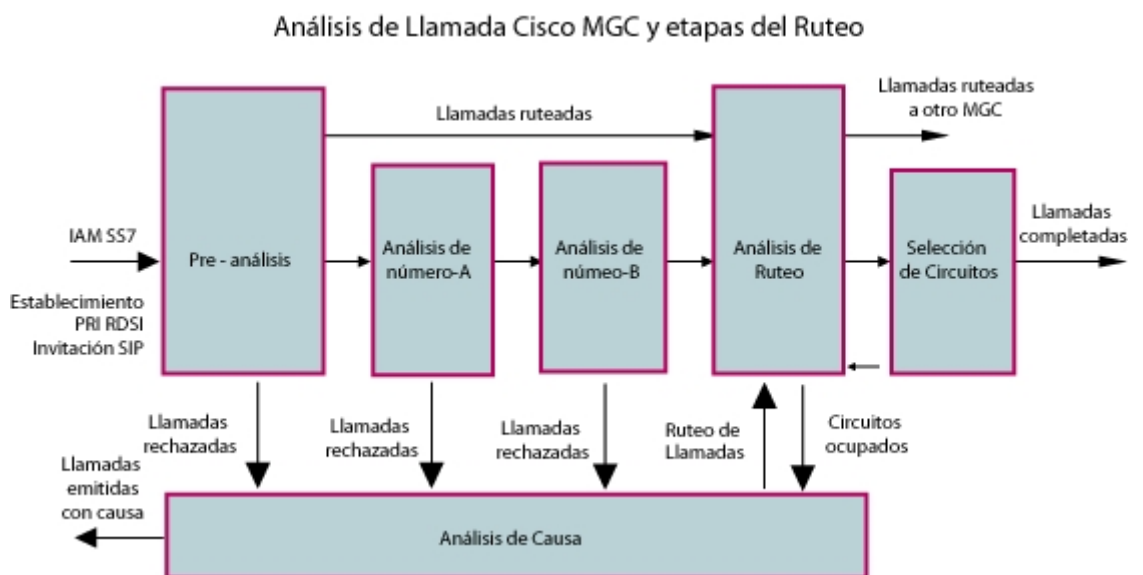 Análisis de Llamada Cisco MGC y etapas del Ruteo
Llamadas ruteadas
Llamadas ruteadas
a otro MGC
IAM SS7
Establecimiento
PRI RDSI
Invitación SIP
Pre - análisis
Análisis de
número-A
Análisis de
númeo-B
Análisis de
Ruteo
Selección
de Circuitos
Llamadas
completadas
Llamadas
rechazadas
Llamadas
rechazadas
Llamadas
rechazadas
Ruteo de
Llamadas
Circuitos
ocupados
Llamadas
emitidas
con causa
Análisis de Causa